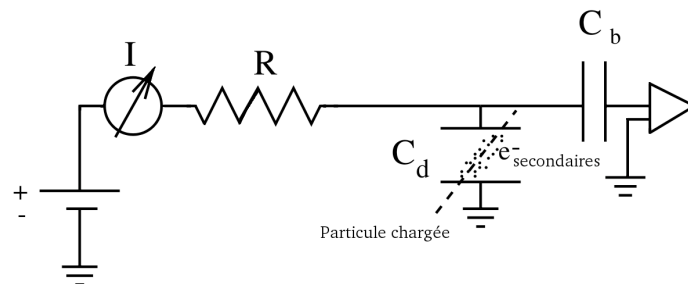 I
R
C b
C d
e- secondaires
Particule chargée
+
-